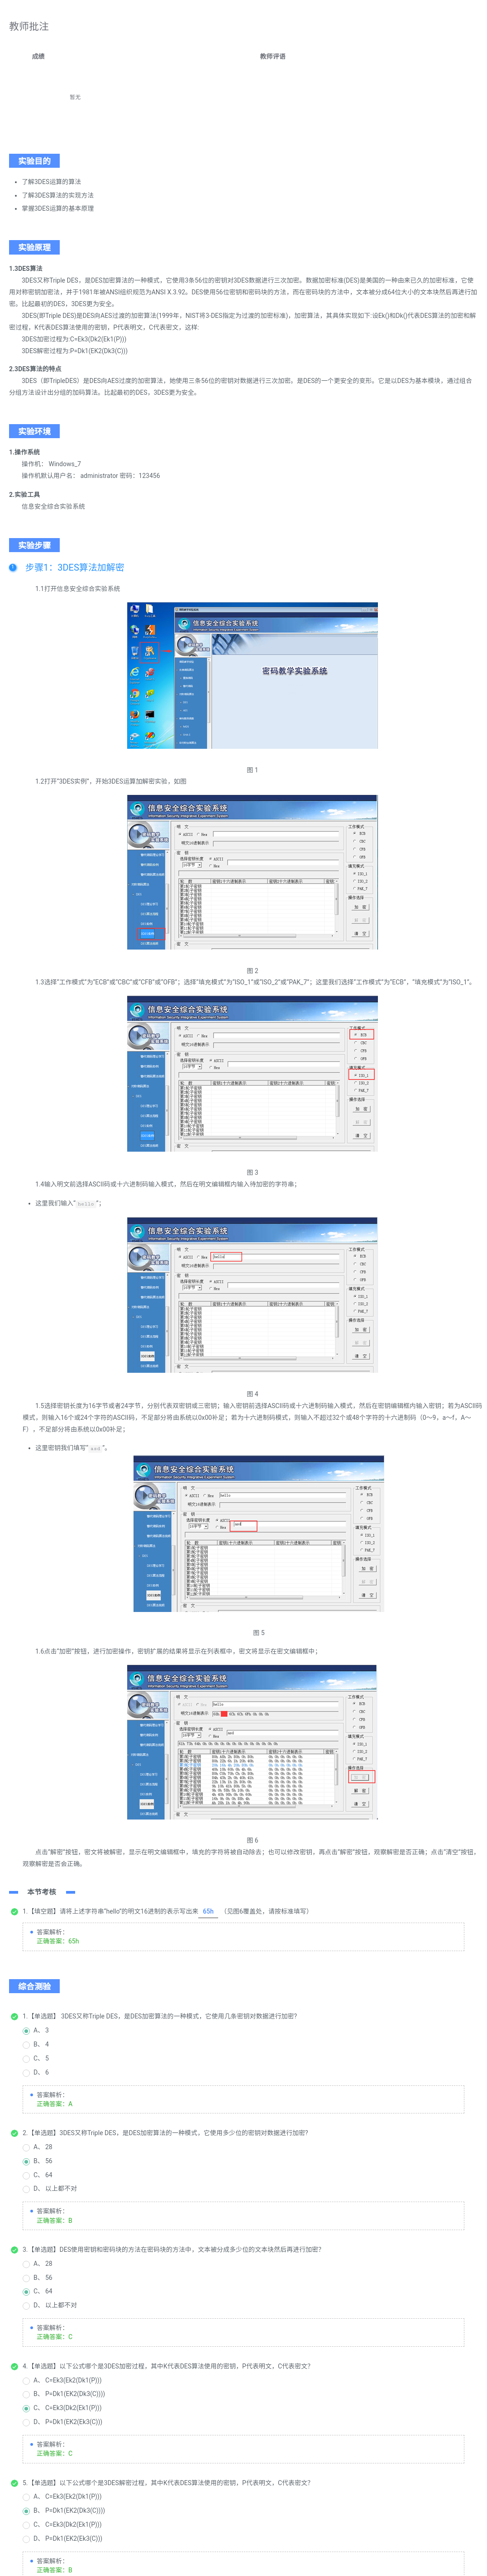 教师批注
成绩
教师评语
暂无
实验目的
了解3DES运算的算法
了解3DES算法的实现方法
掌握3DES运算的基本原理
实验原理
1.3DES算法
3DES又称Triple DES，是DES加密算法的一种模式，它使用3条56位的密钥对3DES数据进行三次加密。数据加密标准(DES)是美国的一种由来已久的加密标准，它使
用对称密钥加密法，并于1981年被ANSI组织规范为ANSI X.3.92。DES使用56位密钥和密码块的方法，而在密码块的方法中，文本被分成64位大小的文本块然后再进行加
密。比起最初的DES，3DES更为安全。
3DES(即Triple DES)是DES向AES过渡的加密算法(1999年，NIST将3-DES指定为过渡的加密标准)，加密算法，其具体实现如下:设Ek()和Dk()代表DES算法的加密和解
密过程，K代表DES算法使用的密钥，P代表明文，C代表密文，这样:
3DES加密过程为:C=Ek3(Dk2(Ek1(P)))
3DES解密过程为:P=Dk1(EK2(Dk3(C)))
2.3DES算法的特点
3DES（即TripleDES）是DES向AES过度的加密算法，她使用三条56位的密钥对数据进行三次加密。是DES的一个更安全的变形。它是以DES为基本模块，通过组合
分组方法设计出分组的加码算法。比起最初的DES，3DES更为安全。
实验环境
1.操作系统
操作机： Windows_7
操作机默认用户名： administrator 密码：123456
2.实验工具
信息安全综合实验系统
实验步骤
步骤1：3DES算法加解密
1.1打开信息安全综合实验系统
信息安全综合实验系统
密码教学实验系统
图 1
1.2打开“3DES实例”，开始3DES运算加解密实验，如图
信息安全综合实验系统
图 2
1.3选择“工作模式”为“ECB”或“CBC”或“CFB”或“OFB”；选择“填充模式”为“ISO_1”或“ISO_2”或“PAK_7”；这里我们选择“工作模式”为“ECB”，“填充模式”为“ISO_1”。
信息安全综合实验系统
图 3
1.4输入明文前选择ASCII码或十六进制码输入模式，然后在明文编辑框内输入待加密的字符串；
这里我们输入“hello”；
信息安全综合实验系统
图 4
1.5选择密钥长度为16字节或者24字节，分别代表双密钥或三密钥；输入密钥前选择ASCII码或十六进制码输入模式，然后在密钥编辑框内输入密钥；若为ASCII码
模式，则输入16个或24个字符的ASCII码，不足部分将由系统以0x00补足；若为十六进制码模式，则输入不超过32个或48个字符的十六进制码（0～9，a～f，A～
F），不足部分将由系统以0x00补足；
这里密钥我们填写“asd”。
信息安全综合实验系统
图 5
1.6点击“加密”按钮，进行加密操作，密钥扩展的结果将显示在列表框中，密文将显示在密文编辑框中；
信息安全综合实验系统
图 6
点击“解密”按钮，密文将被解密，显示在明文编辑框中，填充的字符将被自动除去；也可以修改密钥，再点击“解密”按钮，观察解密是否正确；点击“清空”按钮，
观察解密是否会正确。
本节考核
1.【填空题】请将上述字符串“hello”的明文16进制的表示写出来 65h （见图6覆盖处，请按标准填写）
答案解析：
正确答案：65h
综合测验
1.【单选题】 3DES又称Triple DES，是DES加密算法的一种模式，它使用几条密钥对数据进行加密？
A、 3
B、 4
C、 5
D、 6
答案解析：
正确答案：A
2.【单选题】3DES又称Triple DES，是DES加密算法的一种模式，它使用多少位的密钥对数据进行加密？
A、 28
B、 56
C、 64
D、 以上都不对
答案解析：
正确答案：B
3.【单选题】DES使用密钥和密码块的方法在密码块的方法中，文本被分成多少位的文本块然后再进行加密？
A、 28
B、 56
C、 64
D、 以上都不对
答案解析：
正确答案：C
4.【单选题】以下公式哪个是3DES加密过程，其中K代表DES算法使用的密钥，P代表明文，C代表密文？
A、 C=Ek3(Ek2(Dk1(P)))
B、 P=Dk1(EK2(Dk3(C))))
C、 C=Ek3(Dk2(Ek1(P)))
D、 P=Dk1(EK2(Ek3(C)))
答案解析：
正确答案：C
5.【单选题】以下公式哪个是3DES解密过程，其中K代表DES算法使用的密钥，P代表明文，C代表密文？
A、 C=Ek3(Ek2(Dk1(P)))
B、 P=Dk1(EK2(Dk3(C))))
C、 C=Ek3(Dk2(Ek1(P)))
D、 P=Dk1(EK2(Ek3(C)))
答案解析：
正确答案：B